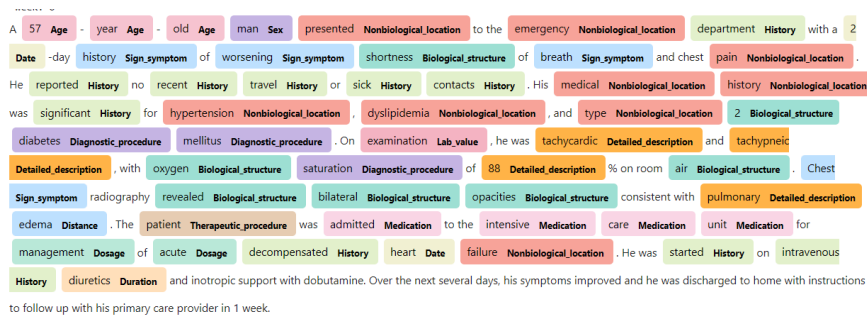 A 57 Age - year Age - old Age man Sex presented Nonbiological_location to the emergency Nonbiological_location department History with a 2
Date -day history Sign_symptom of worsening Sign_symptom shortness Biological_structure of breath Sign_symptom and chest pain Nonbiological_location .
He reported History no recent History travel History or sick History contacts History . His medical Nonbiological_location history Nonbiological_location
was significant History for hypertension Nonbiological_location , dyslipidemia Nonbiological_location , and type Nonbiological_location 2 Biological_structure
diabetes Diagnostic_procedure mellitus Diagnostic_procedure . On examination Lab_value , he was tachycardic Detailed_description and tachypneic
Detailed_description , with oxygen Biological_structure saturation Diagnostic_procedure of 88 Detailed_description % on room air Biological_structure . Chest
Sign_symptom radiography revealed Biological_structure bilateral Biological_structure opacities Biological_structure consistent with pulmonary Detailed_description
edema Distance . The patient Therapeutic_procedure was admitted Medication to the intensive Medication care Medication unit Medication for
management Dosage of acute Dosage decompensated History heart Date failure Nonbiological_location . He was started History on intravenous
History diuretics Duration and inotropic support with dobutamine. Over the next several days, his symptoms improved and he was discharged to home with instructions
to follow up with his primary care provider in 1 week.